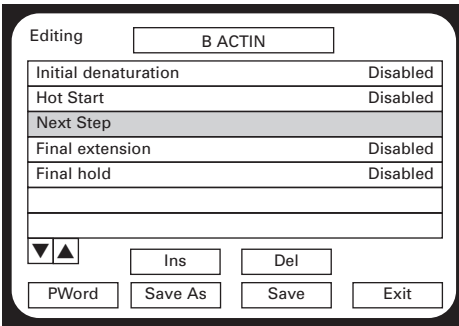 Editing B ACTIN
Initial denaturation Disabled
Hot Start Disabled
Next Step
Final extension Disabled
Final hold Disabled
Ins Del
PWord Save As Save Exit